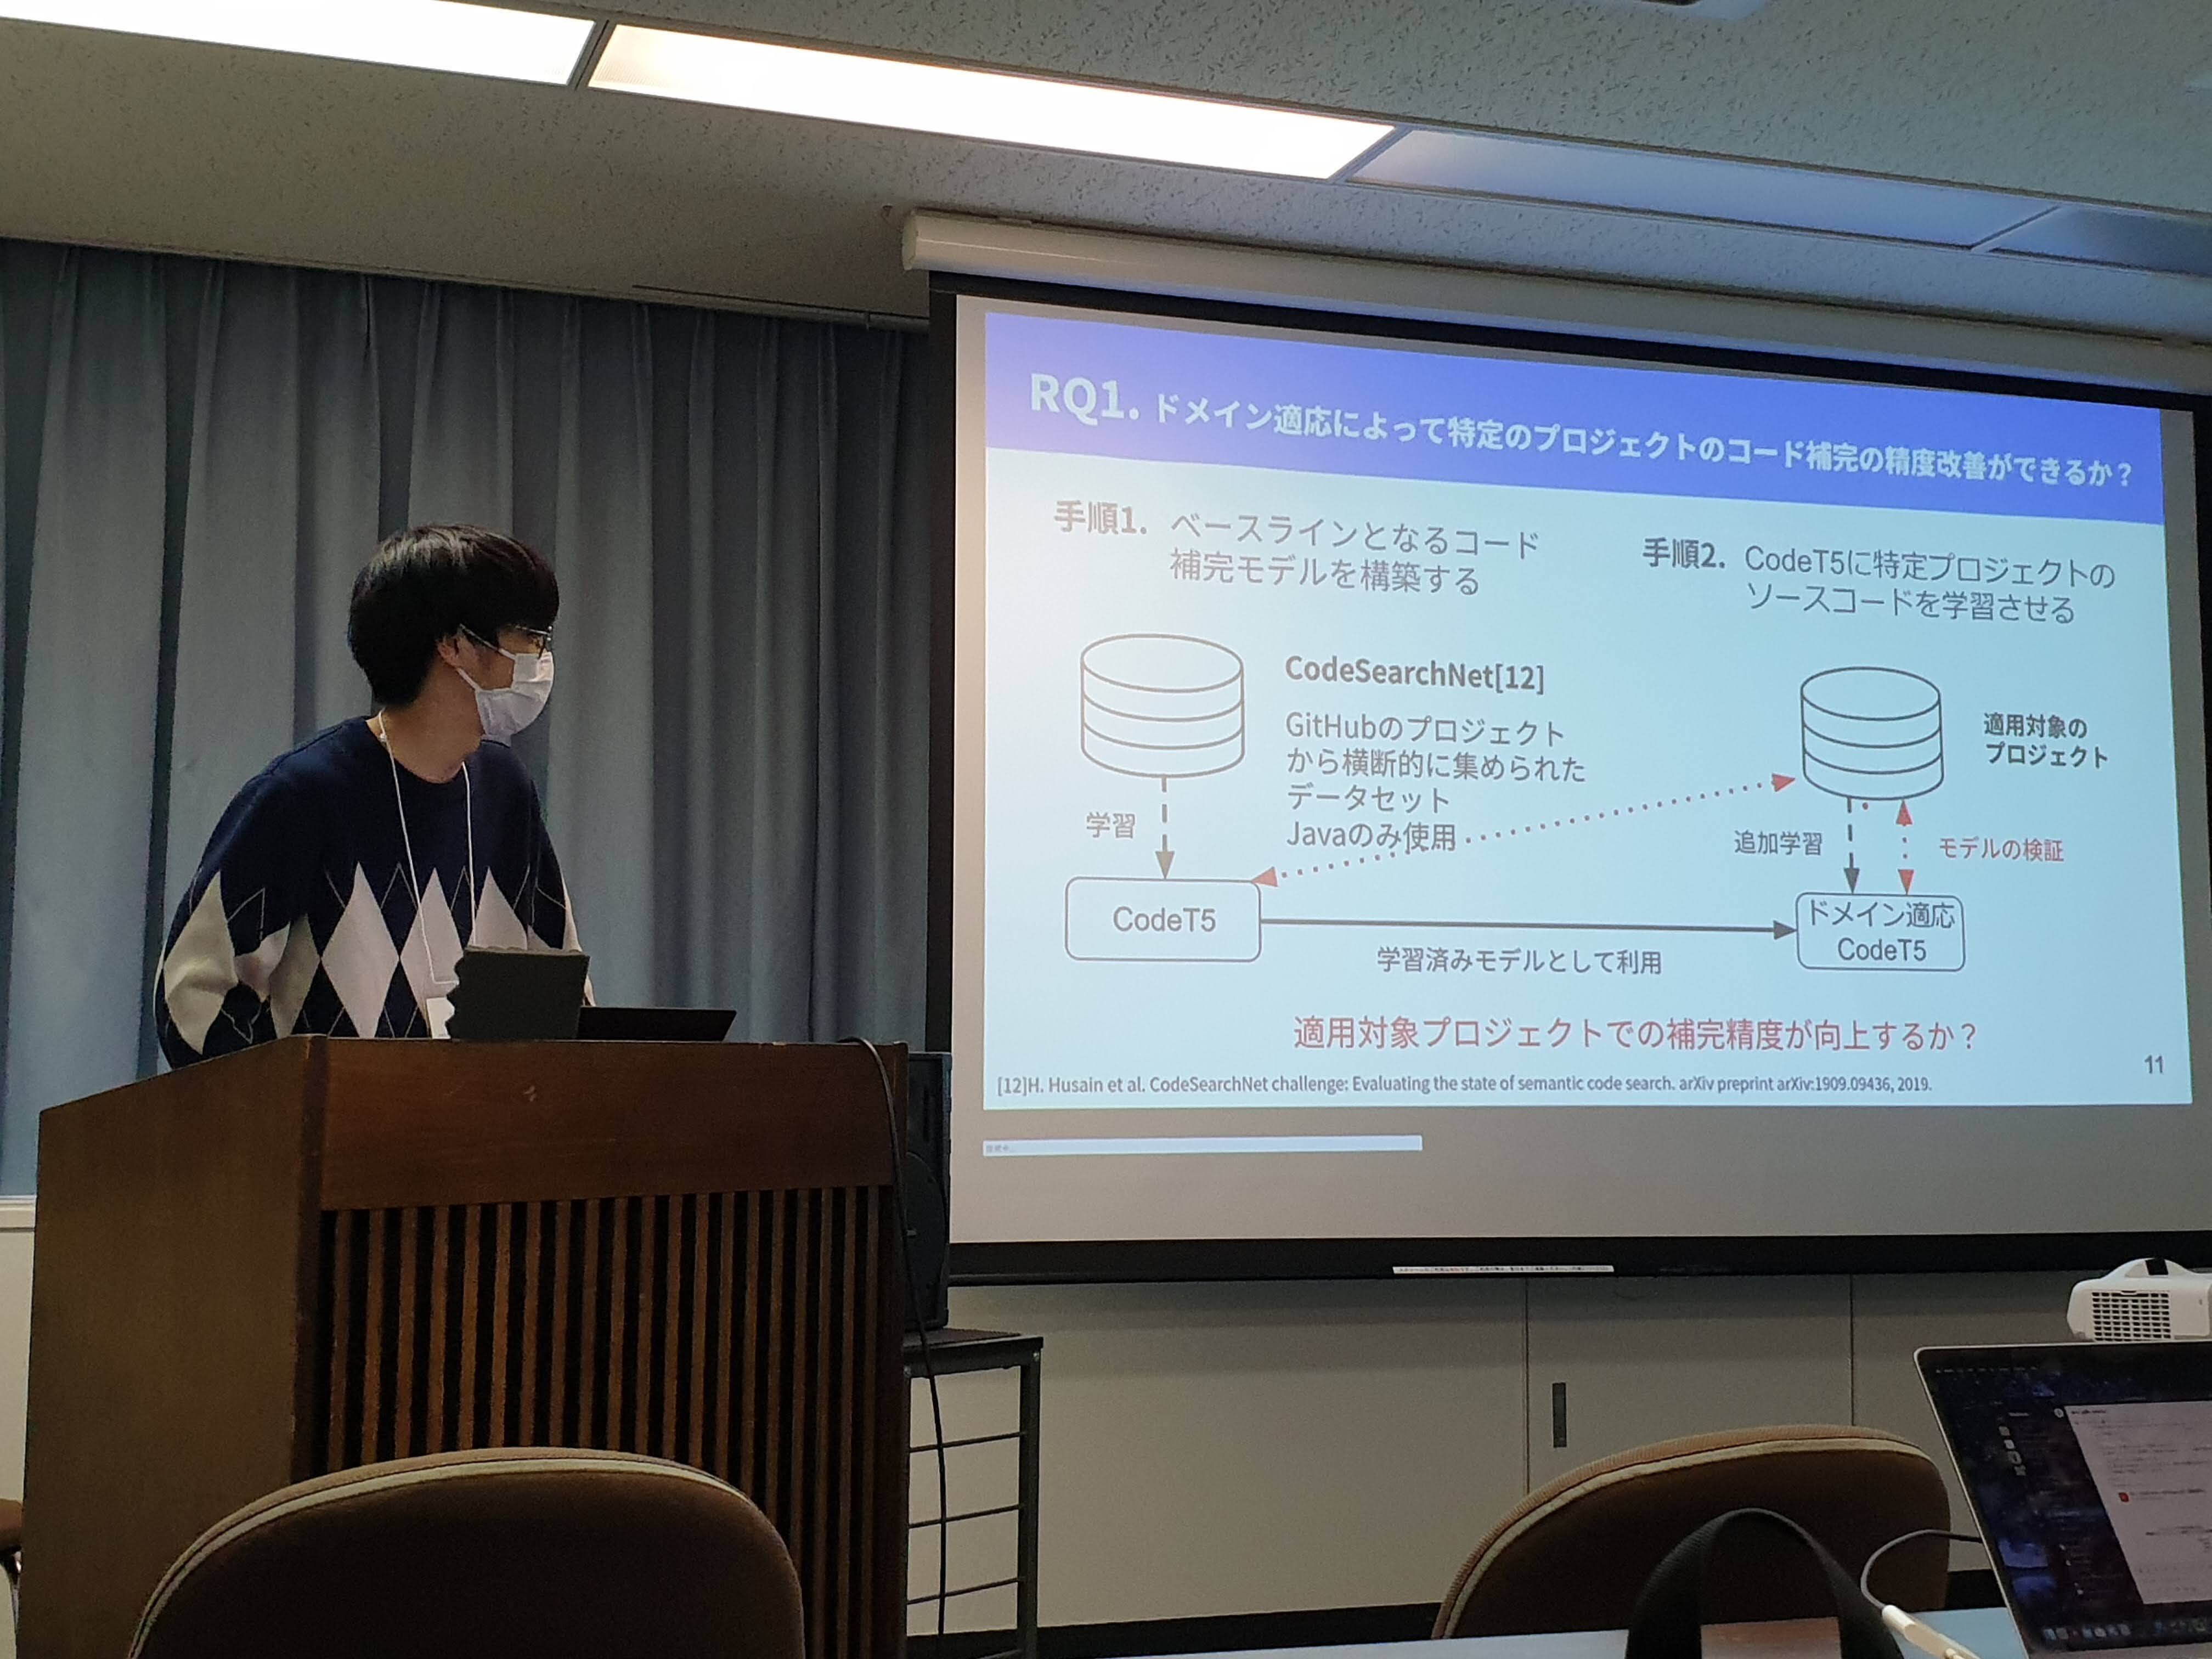 RQ1. ドメイン適応によって特定のプロジェクトのコード補完の精度改善ができるか？
手順1. ベースラインとなるコード
補完モデルを構築する
手順2. CodeT5に特定プロジェクトの
ソースコードを学習させる
CodeSearchNet[12]
GitHubのプロジェクト
から横断的に集められた
データセット
Javaのみ使用
適用対象の
プロジェクト
学習
追加学習
モデルの検証
CodeT5
ドメイン適応
CodeT5
学習済みモデルとして利用
適用対象プロジェクトでの補完精度が向上するか？
11
[12]H. Husain et al. CodeSearchNet challenge: Evaluating the state of semantic code search. arXiv preprint arXiv:1909.09436, 2019.